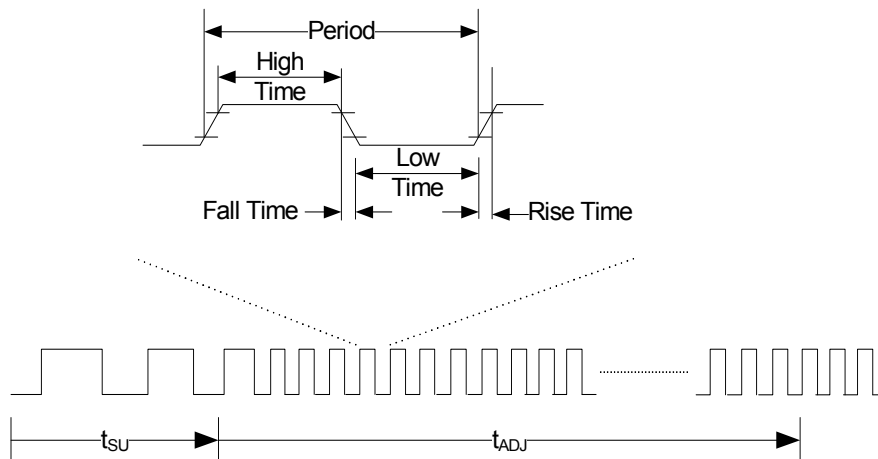 Period
High
Time
Low
Time
Fall Time
Rise Time
tSU
tADJ